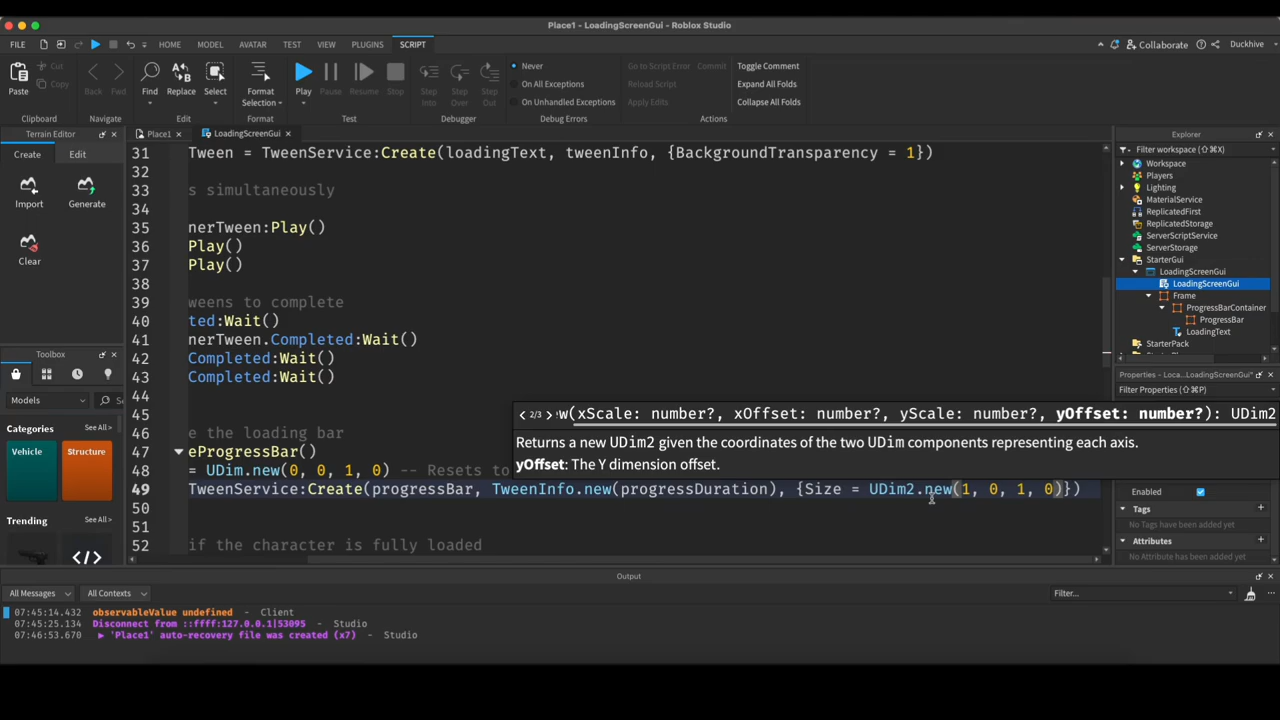 Place1 - LoadingScreenGui - Roblox Studio
FILE HOME MODEL AVATAR TEST VIEW PLUGINS SCRIPT Collaborate Duckhive
Paste Cut Copy Back Fwd Find Replace Select Format Selection Play Pause Resume Stop Step Into Step Over Step Out
Never
On All Exceptions
On Unhandled Exceptions
Go to Script Error Commit
Reload Script
Apply Edits
Toggle Comment
Expand All Folds
Collapse All Folds
Clipboard Navigate Edit Format Test Debugger Debug Errors Actions
Terrain Editor
Create Edit
Import Generate
Clear
Toolbox
Models
Categories See All >
Vehicle Structure
Trending See All >
Place1 LoadingScreenGui
31 Tween = TweenService:Create(loadingText, tweenInfo, {BackgroundTransparency = 1})
32
33 s simultaneously
34
35 nerTween:Play()
36 Play()
37 Play()
38
39 weens to complete
40 ted:Wait()
41 nerTween.Completed:Wait()
42 Completed:Wait()
43 Completed:Wait()
44
45
46 e the loading bar
47 eProgressBar()
48 = UDim.new(0, 0, 1, 0) -- Resets to
49 TweenService:Create(progressBar, TweenInfo.new(progressDuration), {Size = UDim2.new(1, 0, 1, 0)})
50
51
52 if the character is fully loaded
< 2/3 > w(xScale: number?, xOffset: number?, yScale: number?, yOffset: number?): UDim2
Returns a new UDim2 given the coordinates of the two UDim components representing each axis.
yOffset: The Y dimension offset.
Explorer
Filter workspace (⇧⌘X)
Workspace
Players
Lighting
MaterialService
ReplicatedFirst
ReplicatedStorage
ServerScriptService
ServerStorage
StarterGui
LoadingScreenGui
LoadingScreenGui
Frame
ProgressBarContainer
ProgressBar
LoadingText
StarterPack
Properties - Loca...LoadingScreenGui"
Filter Properties (⇧⌘P)
Enabled
Tags
No Tags have been added yet
Attributes
No Attribute has been added yet
Output
All Messages All Contexts Filter...
07:45:14.432 observableValue undefined - Client
07:45:25.134 Disconnect from ::ffff:127.0.0.1|53095 - Studio
07:46:53.670 ▶ 'Place1' auto-recovery file was created (x7) - Studio